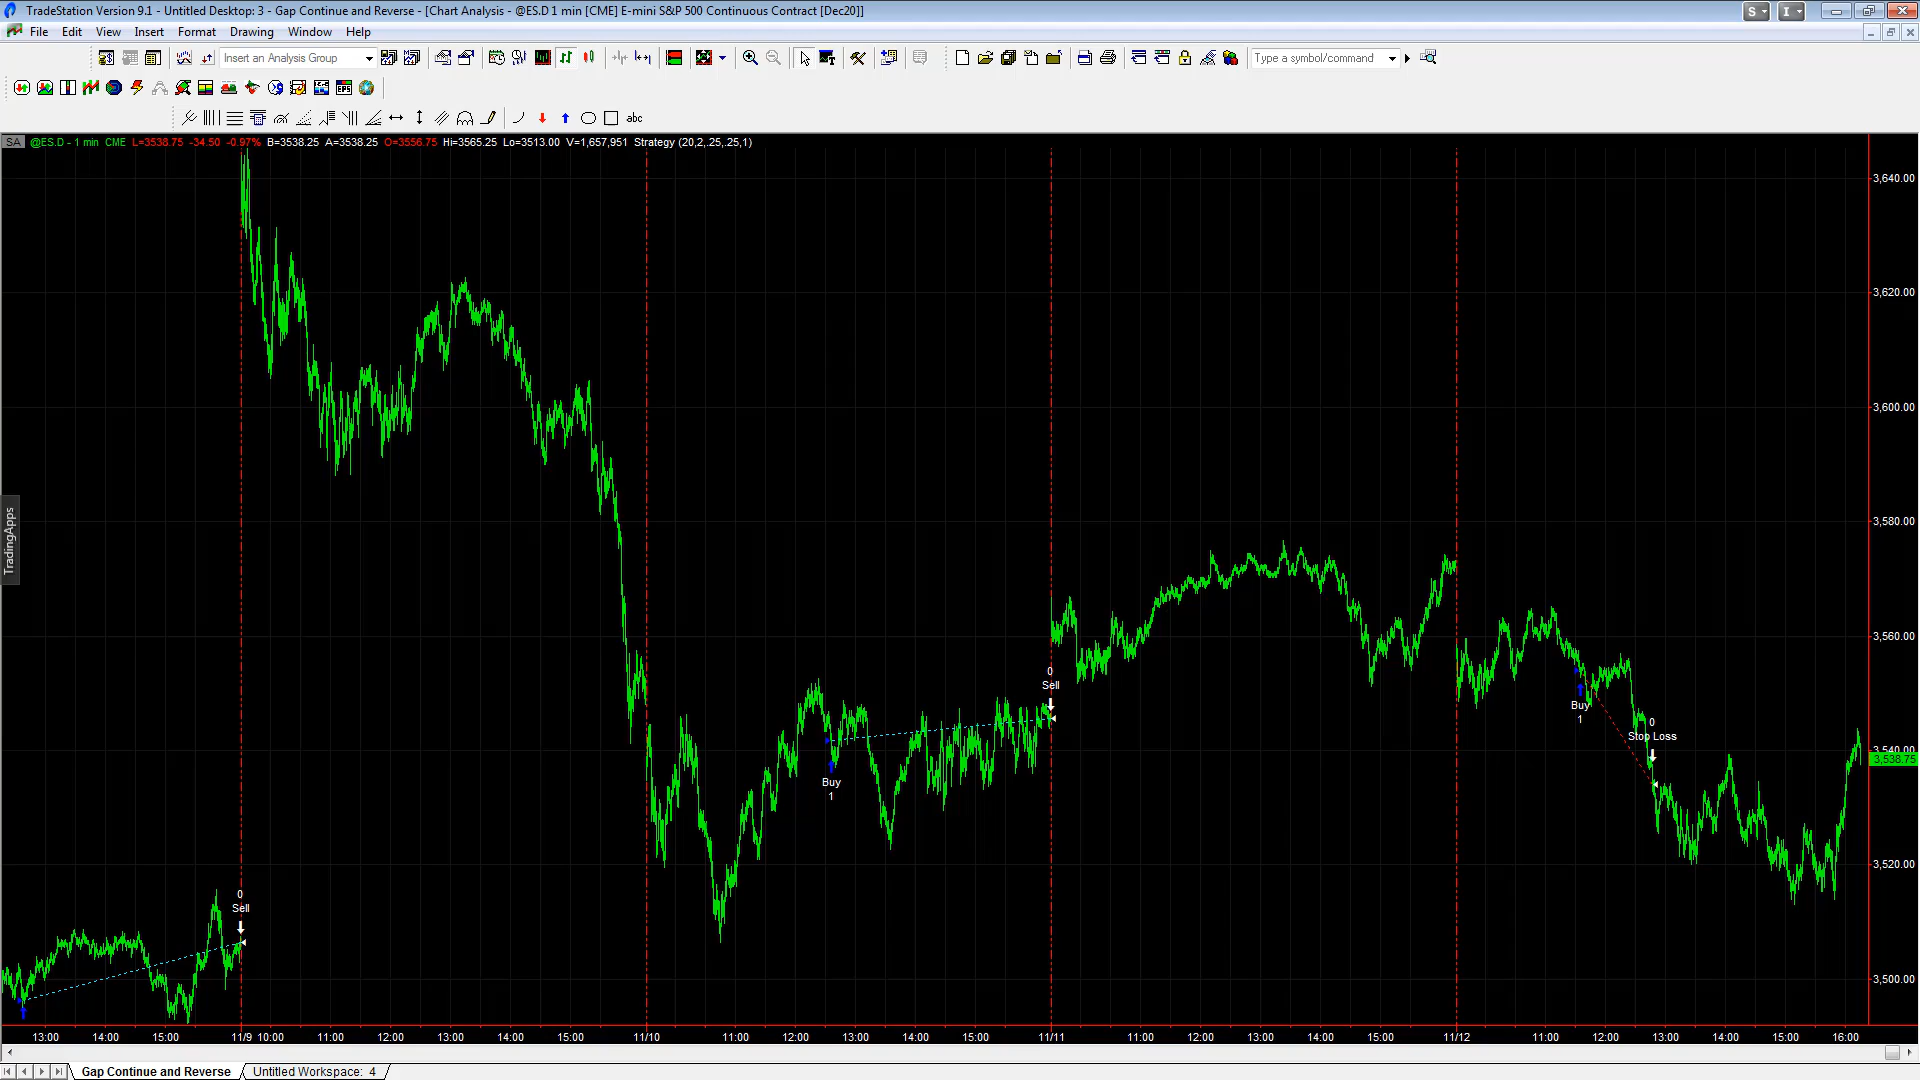 TradeStation Version 9.1 - Untitled Desktop: 3 - Gap Continue and Reverse - [Chart Analysis - @ES.D 1 min [CME] E-mini S&P 500 Continuous Contract [Dec20]]
S I
File Edit View Insert Format Drawing Window Help
Insert an Analysis Group
Type a symbol/command
abc
SA @ES.D - 1 min CME L=3538.75 -34.50 -0.97% B=3538.25 A=3538.25 O=3556.75 Hi=3565.25 Lo=3513.00 V=1,657,951 Strategy (20,2,.25,.25,1)
3,640.00
3,620.00
3,600.00
TradingApps
3,580.00
3,560.00
0
Sell
Buy
1
0
Stop Loss
3,540.00
3,538.75
Buy
1
3,520.00
0
Sell
3,500.00
13:00 14:00 15:00 11/9 10:00 11:00 12:00 13:00 14:00 15:00 11/10 11:00 12:00 13:00 14:00 15:00 11/11 11:00 12:00 13:00 14:00 15:00 11/12 11:00 12:00 13:00 14:00 15:00 16:00
Gap Continue and Reverse Untitled Workspace: 4